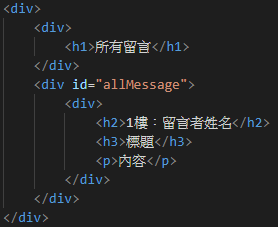 <div>
    <div>
        <h1>所有留言</h1>
    </div>
    <div id="allMessage">
        <div>
            <h2>1樓：留言者姓名</h2>
            <h3>標題</h3>
            <p>內容</p>
        </div>
    </div>
</div>